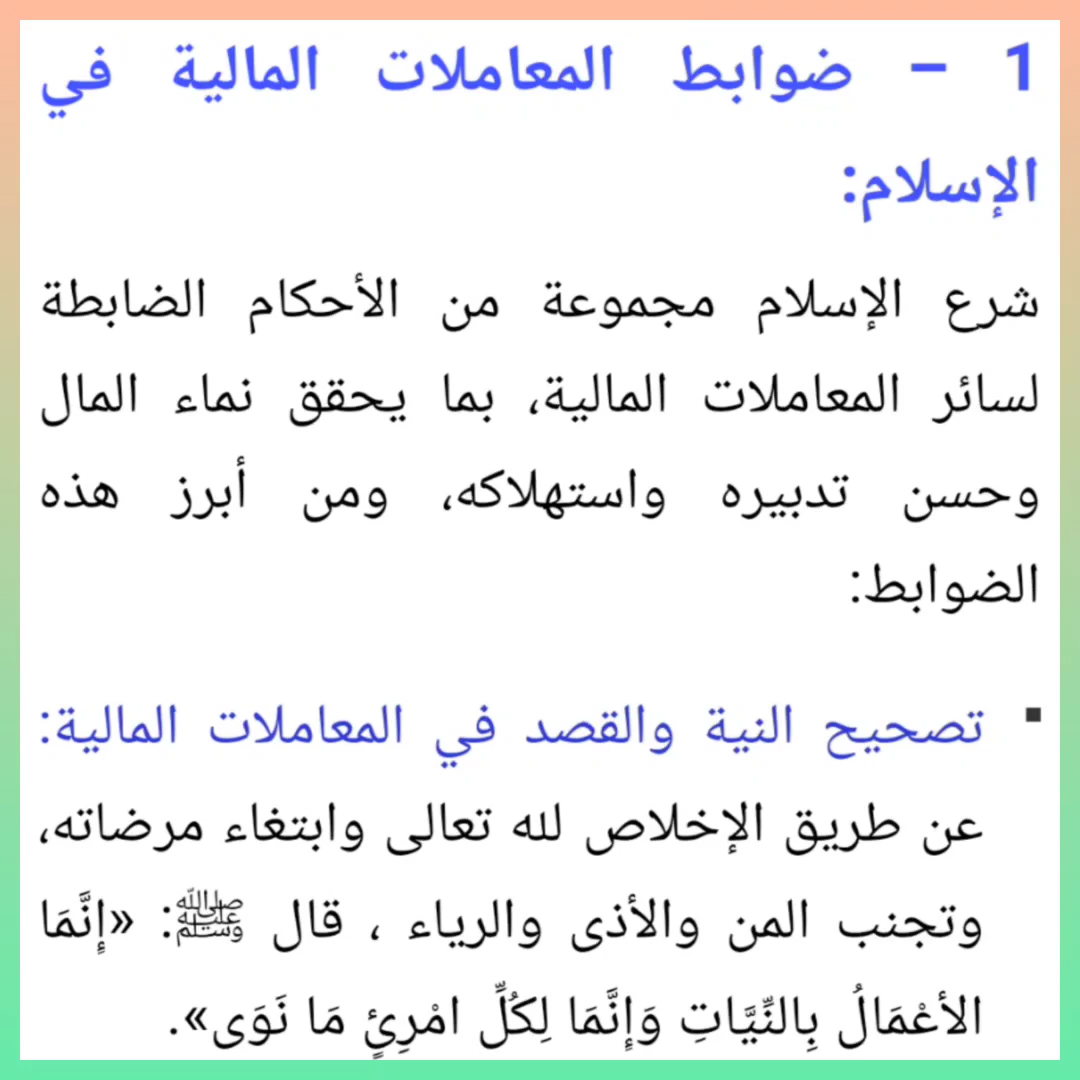 1 – ضوابط المعاملات المالية في
الإسلام:
شرع الإسلام مجموعة من الأحكام الضابطة
لسائر المعاملات المالية، بما يحقق نماء المال
وحسن تدبيره واستهلاكه، ومن أبرز هذه
الضوابط:
▪ تصحيح النية والقصد في المعاملات المالية:
عن طريق الإخلاص لله تعالى وابتغاء مرضاته،
وتجنب المن والأذى والرياء ، قال ﷺ: «إِنَّمَا
الأعْمَالُ بِالنِّيَّاتِ وَإِنَّمَا لِكُلِّ امْرِئٍ مَا نَوَى».